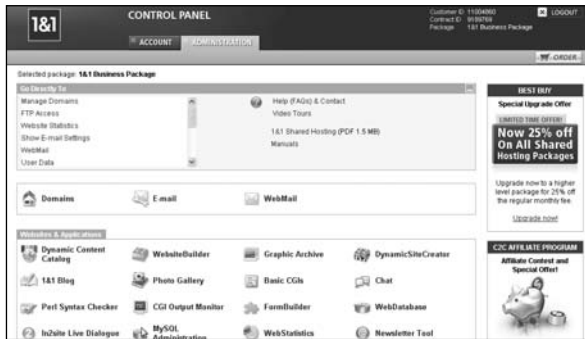 1&1
CONTROL PANEL
Customer ID 11004860
Contract ID 9189760
Package 1&1 Business Package
LOGOUT
ACCOUNT
ADMINISTRATION
ORDER
Selected package: 1&1 Business Package
Go Directly To
Manage Domains
FTP Access
Website Statistics
Show E-mail Settings
WebMail
User Data
Help (FAQs) & Contact
Video Tours
1&1 Shared Hosting (PDF 1.5 MB)
Manuals
BEST BUY
Special Upgrade Offer
LIMITED TIME OFFER!
Now 25% off
On All Shared
Hosting Packages
Upgrade now to a higher
level package for 25% off
the regular monthly fee.
Upgrade now!
Domains
E-mail
WebMail
Websites & Applications
Dynamic Content
Catalog
WebsiteBuilder
Graphic Archive
DynamicSiteCreator
1&1 Blog
Photo Gallery
Basic CGIs
Chat
Perl Syntax Checker
CGI Output Monitor
FormBuilder
WebDatabase
In2site Live Dialogue
MySQL
Administration
WebStatistics
Newsletter Tool
C2C AFFILIATE PROGRAM
Affiliate Contest and
Special Offer!